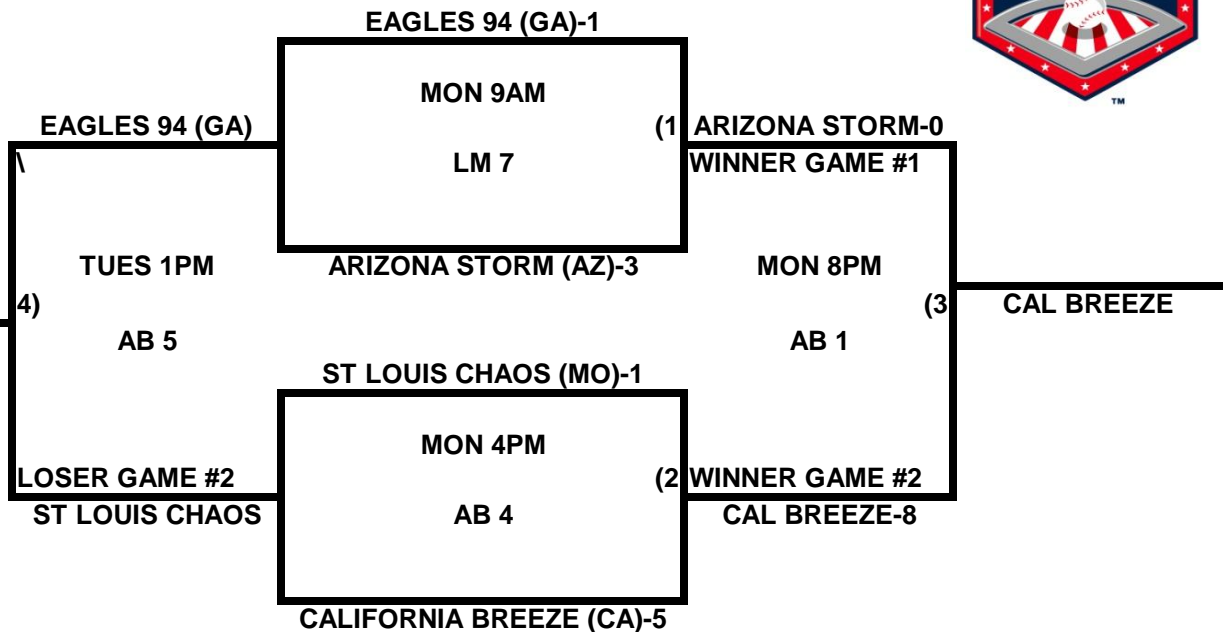 EAGLES 94 (GA)-1
MON 9AM
EAGLES 94 (GA)
(1 ARIZONA STORM-0
\
LM 7
WINNER GAME #1
TUES 1PM
ARIZONA STORM (AZ)-3
MON 8PM
4)
(3
CAL BREEZE
AB 5
AB 1
ST LOUIS CHAOS (MO)-1
MON 4PM
LOSER GAME #2
(2 WINNER GAME #2
ST LOUIS CHAOS
AB 4
CAL BREEZE-8
CALIFORNIA BREEZE (CA)-5
TM